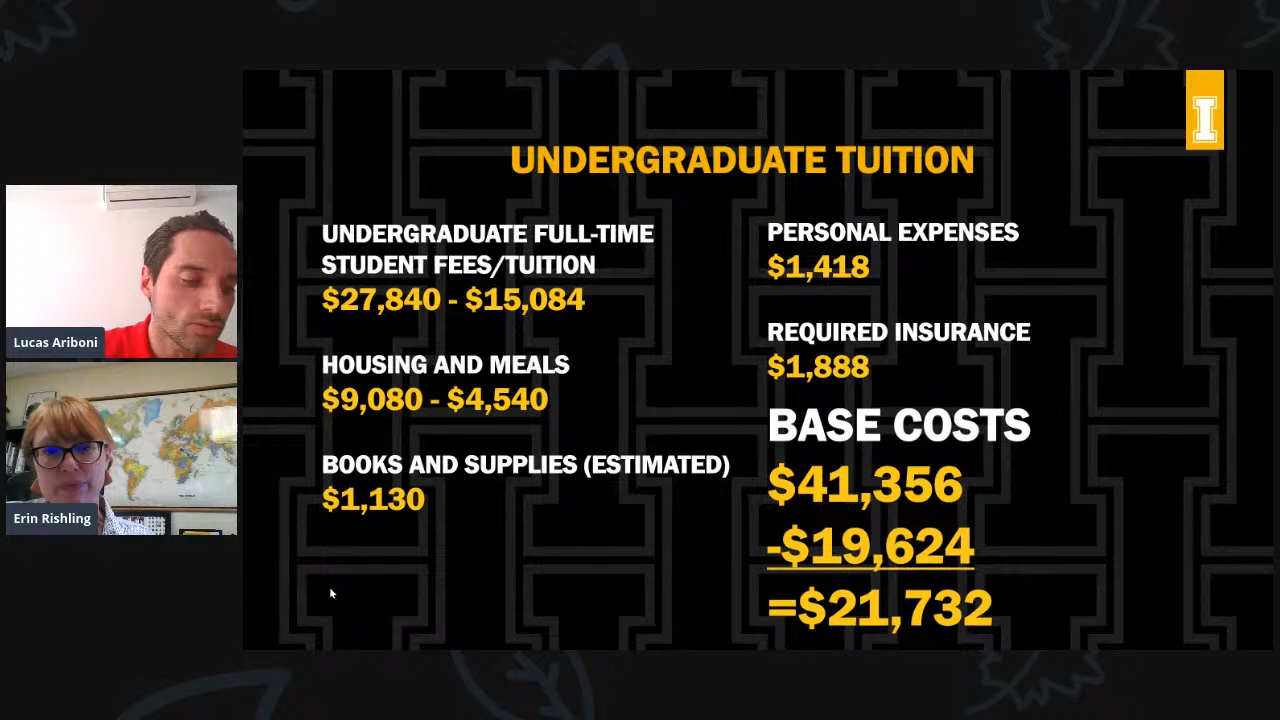 UNDERGRADUATE TUITION
UNDERGRADUATE FULL-TIME
STUDENT FEES/TUITION
$27,840 - $15,084
HOUSING AND MEALS
$9,080 - $4,540
BOOKS AND SUPPLIES (ESTIMATED)
$1,130
PERSONAL EXPENSES
$1,418
REQUIRED INSURANCE
$1,888
BASE COSTS
$41,356
-$19,624
=$21,732
I
Lucas Ariboni
Erin Rishling